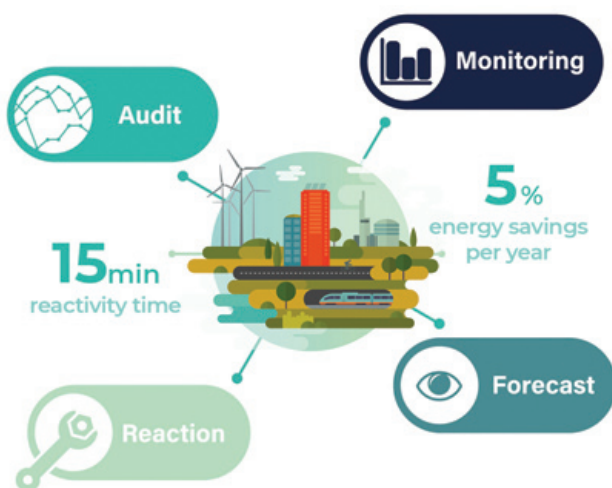 Monitoring
Audit
5%
energy savings
per year
15min
reactivity time
Forecast
Reaction